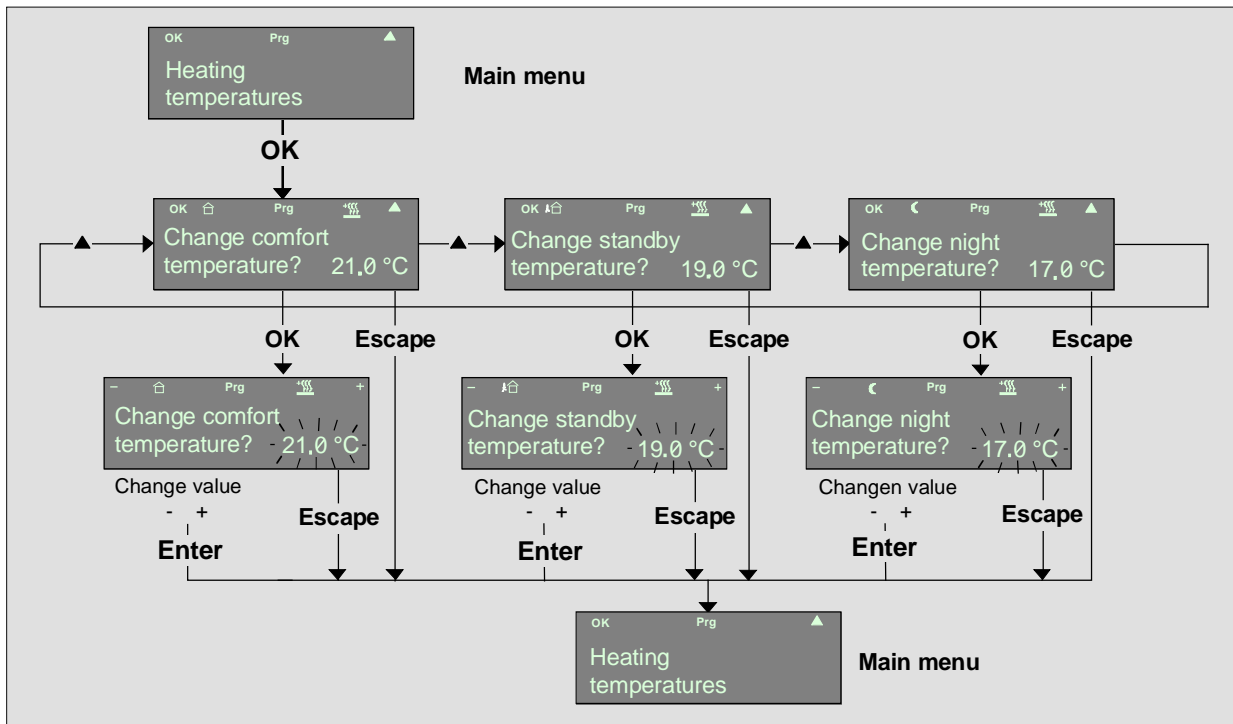 OK Prg ▲
Heating
temperatures
Main menu
OK
OK Prg ▲
Change comfort
temperature? 21.0 °C
▲
OK Prg ▲
Change standby
temperature? 19.0 °C
▲
OK Prg ▲
Change night
temperature? 17.0 °C
▲
OK
Escape
OK
Escape
OK
Escape
- Prg +
Change comfort
temperature? 21.0 °C
- Prg +
Change standby
temperature? 19.0 °C
- Prg +
Change night
temperature? 17.0 °C
Change value
- +
Enter
Escape
Change value
- +
Enter
Escape
Changen value
- +
Enter
Escape
OK Prg ▲
Heating
temperatures
Main menu